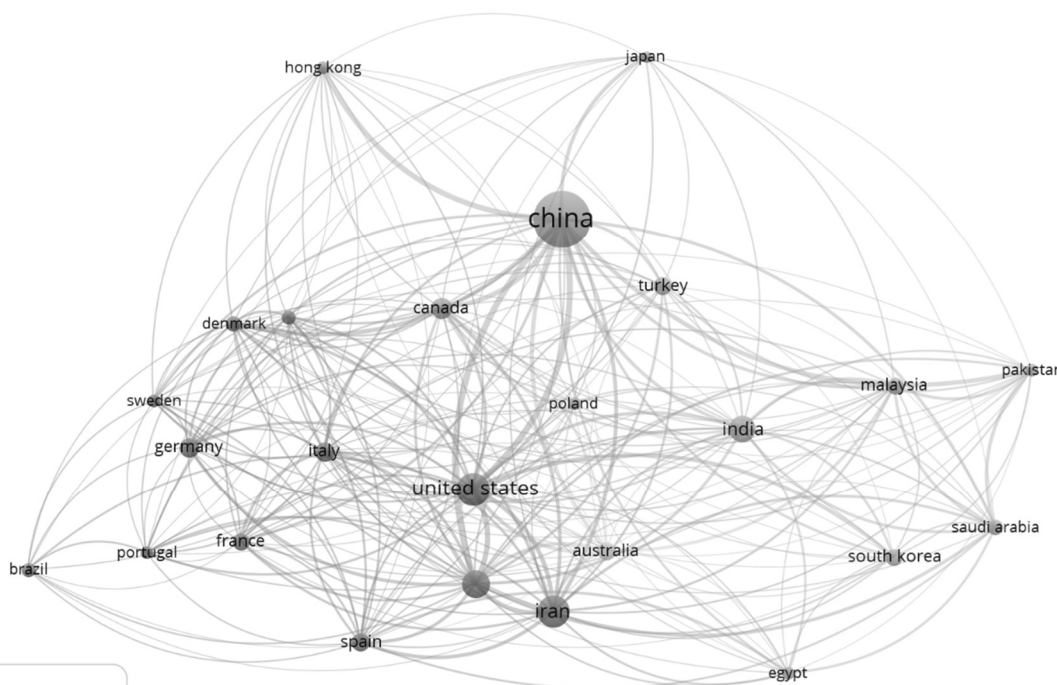 japan
hong kong
china
turkey
canada
denmark
pakistan
malaysia
sweden
poland
india
germany
italy
united states
saudi arabia
france
australia
portugal
south korea
brazil
iran
spain
egypt